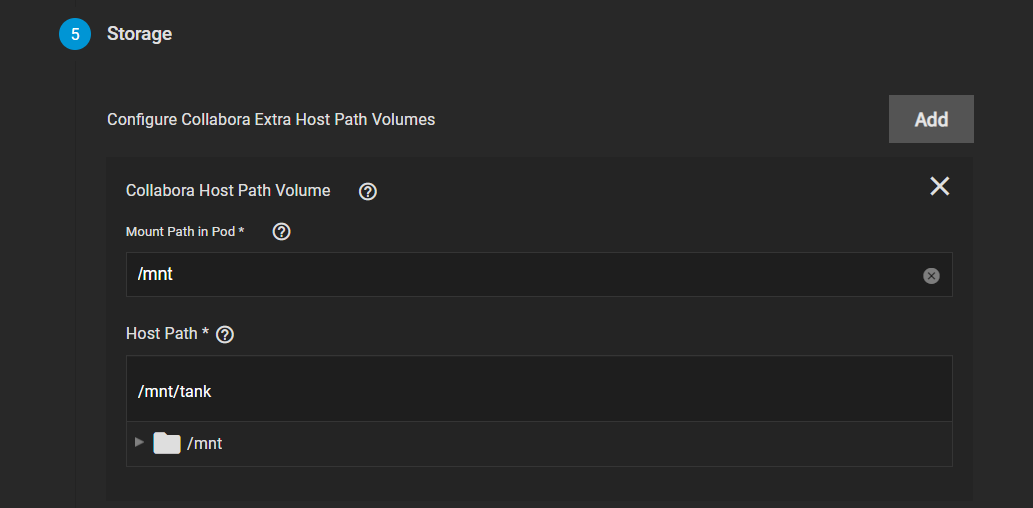 5 Storage
Configure Collabora Extra Host Path Volumes Add
Collabora Host Path Volume ?
Mount Path in Pod * ?
/mnt
Host Path * ?
/mnt/tank
/mnt